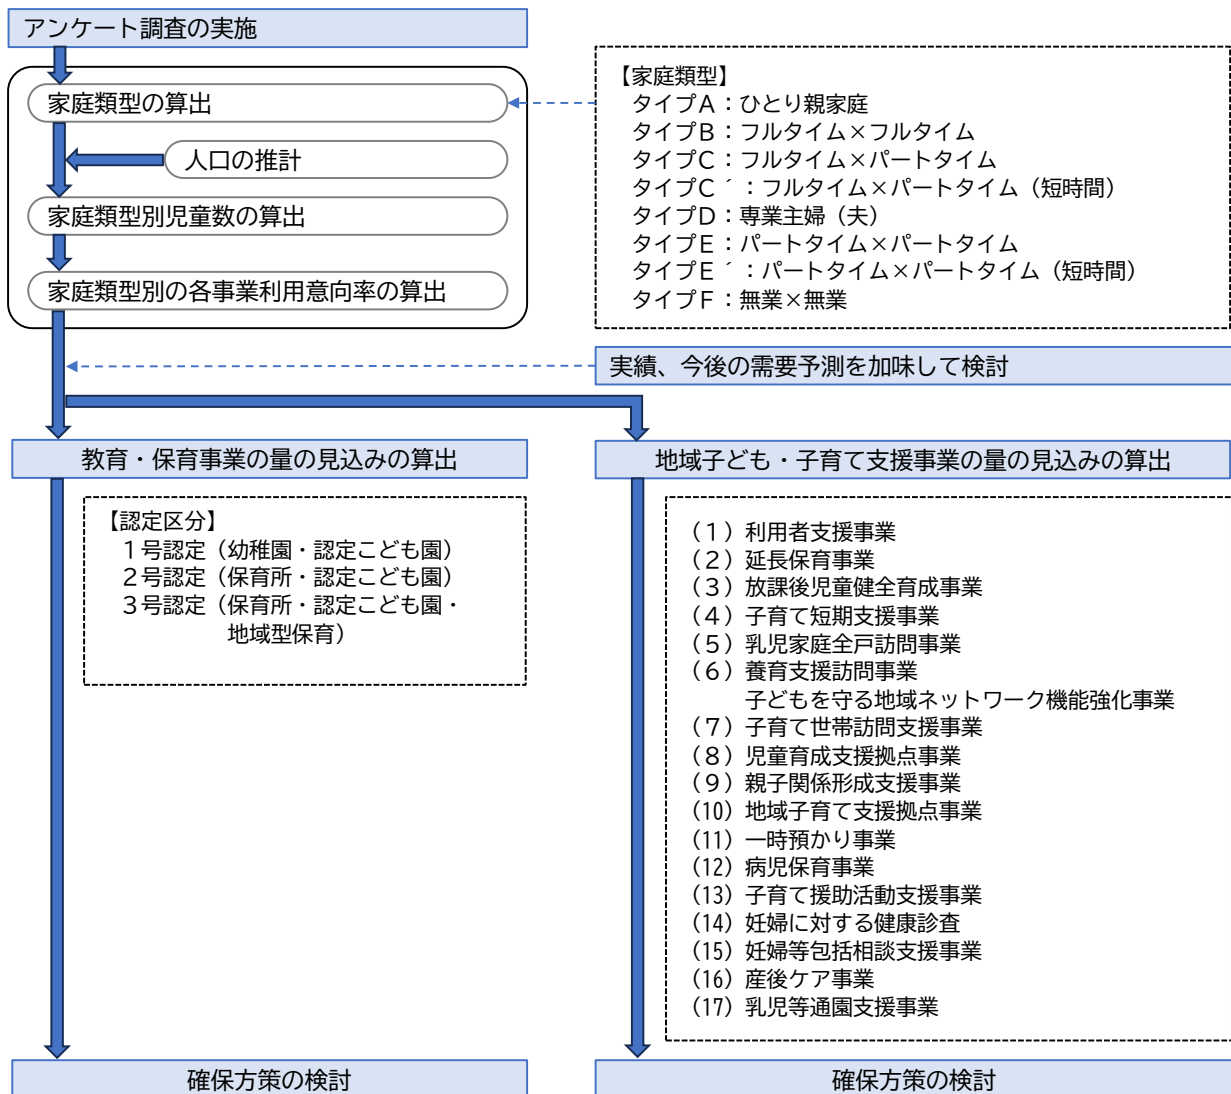 アンケート調査の実施
家庭類型の算出
人口の推計
家庭類型別児童数の算出
家庭類型別の各事業利用意向率の算出
【家庭類型】
タイプA：ひとり親家庭
タイプB：フルタイム×フルタイム
タイプC：フルタイム×パートタイム
タイプC´：フルタイム×パートタイム（短時間）
タイプD：専業主婦（夫）
タイプE：パートタイム×パートタイム
タイプE´：パートタイム×パートタイム（短時間）
タイプF：無業×無業
実績、今後の需要予測を加味して検討
教育・保育事業の量の見込みの算出
【認定区分】
１号認定（幼稚園・認定こども園）
２号認定（保育所・認定こども園）
３号認定（保育所・認定こども園・
地域型保育）
確保方策の検討
地域子ども・子育て支援事業の量の見込みの算出
（１）利用者支援事業
（２）延長保育事業
（３）放課後児童健全育成事業
（４）子育て短期支援事業
（５）乳児家庭全戸訪問事業
（６）養育支援訪問事業
子どもを守る地域ネットワーク機能強化事業
（７）子育て世帯訪問支援事業
（８）児童育成支援拠点事業
（９）親子関係形成支援事業
（10）地域子育て支援拠点事業
（11）一時預かり事業
（12）病児保育事業
（13）子育て援助活動支援事業
（14）妊婦に対する健康診査
（15）妊婦等包括相談支援事業
（16）産後ケア事業
（17）乳児等通園支援事業
確保方策の検討